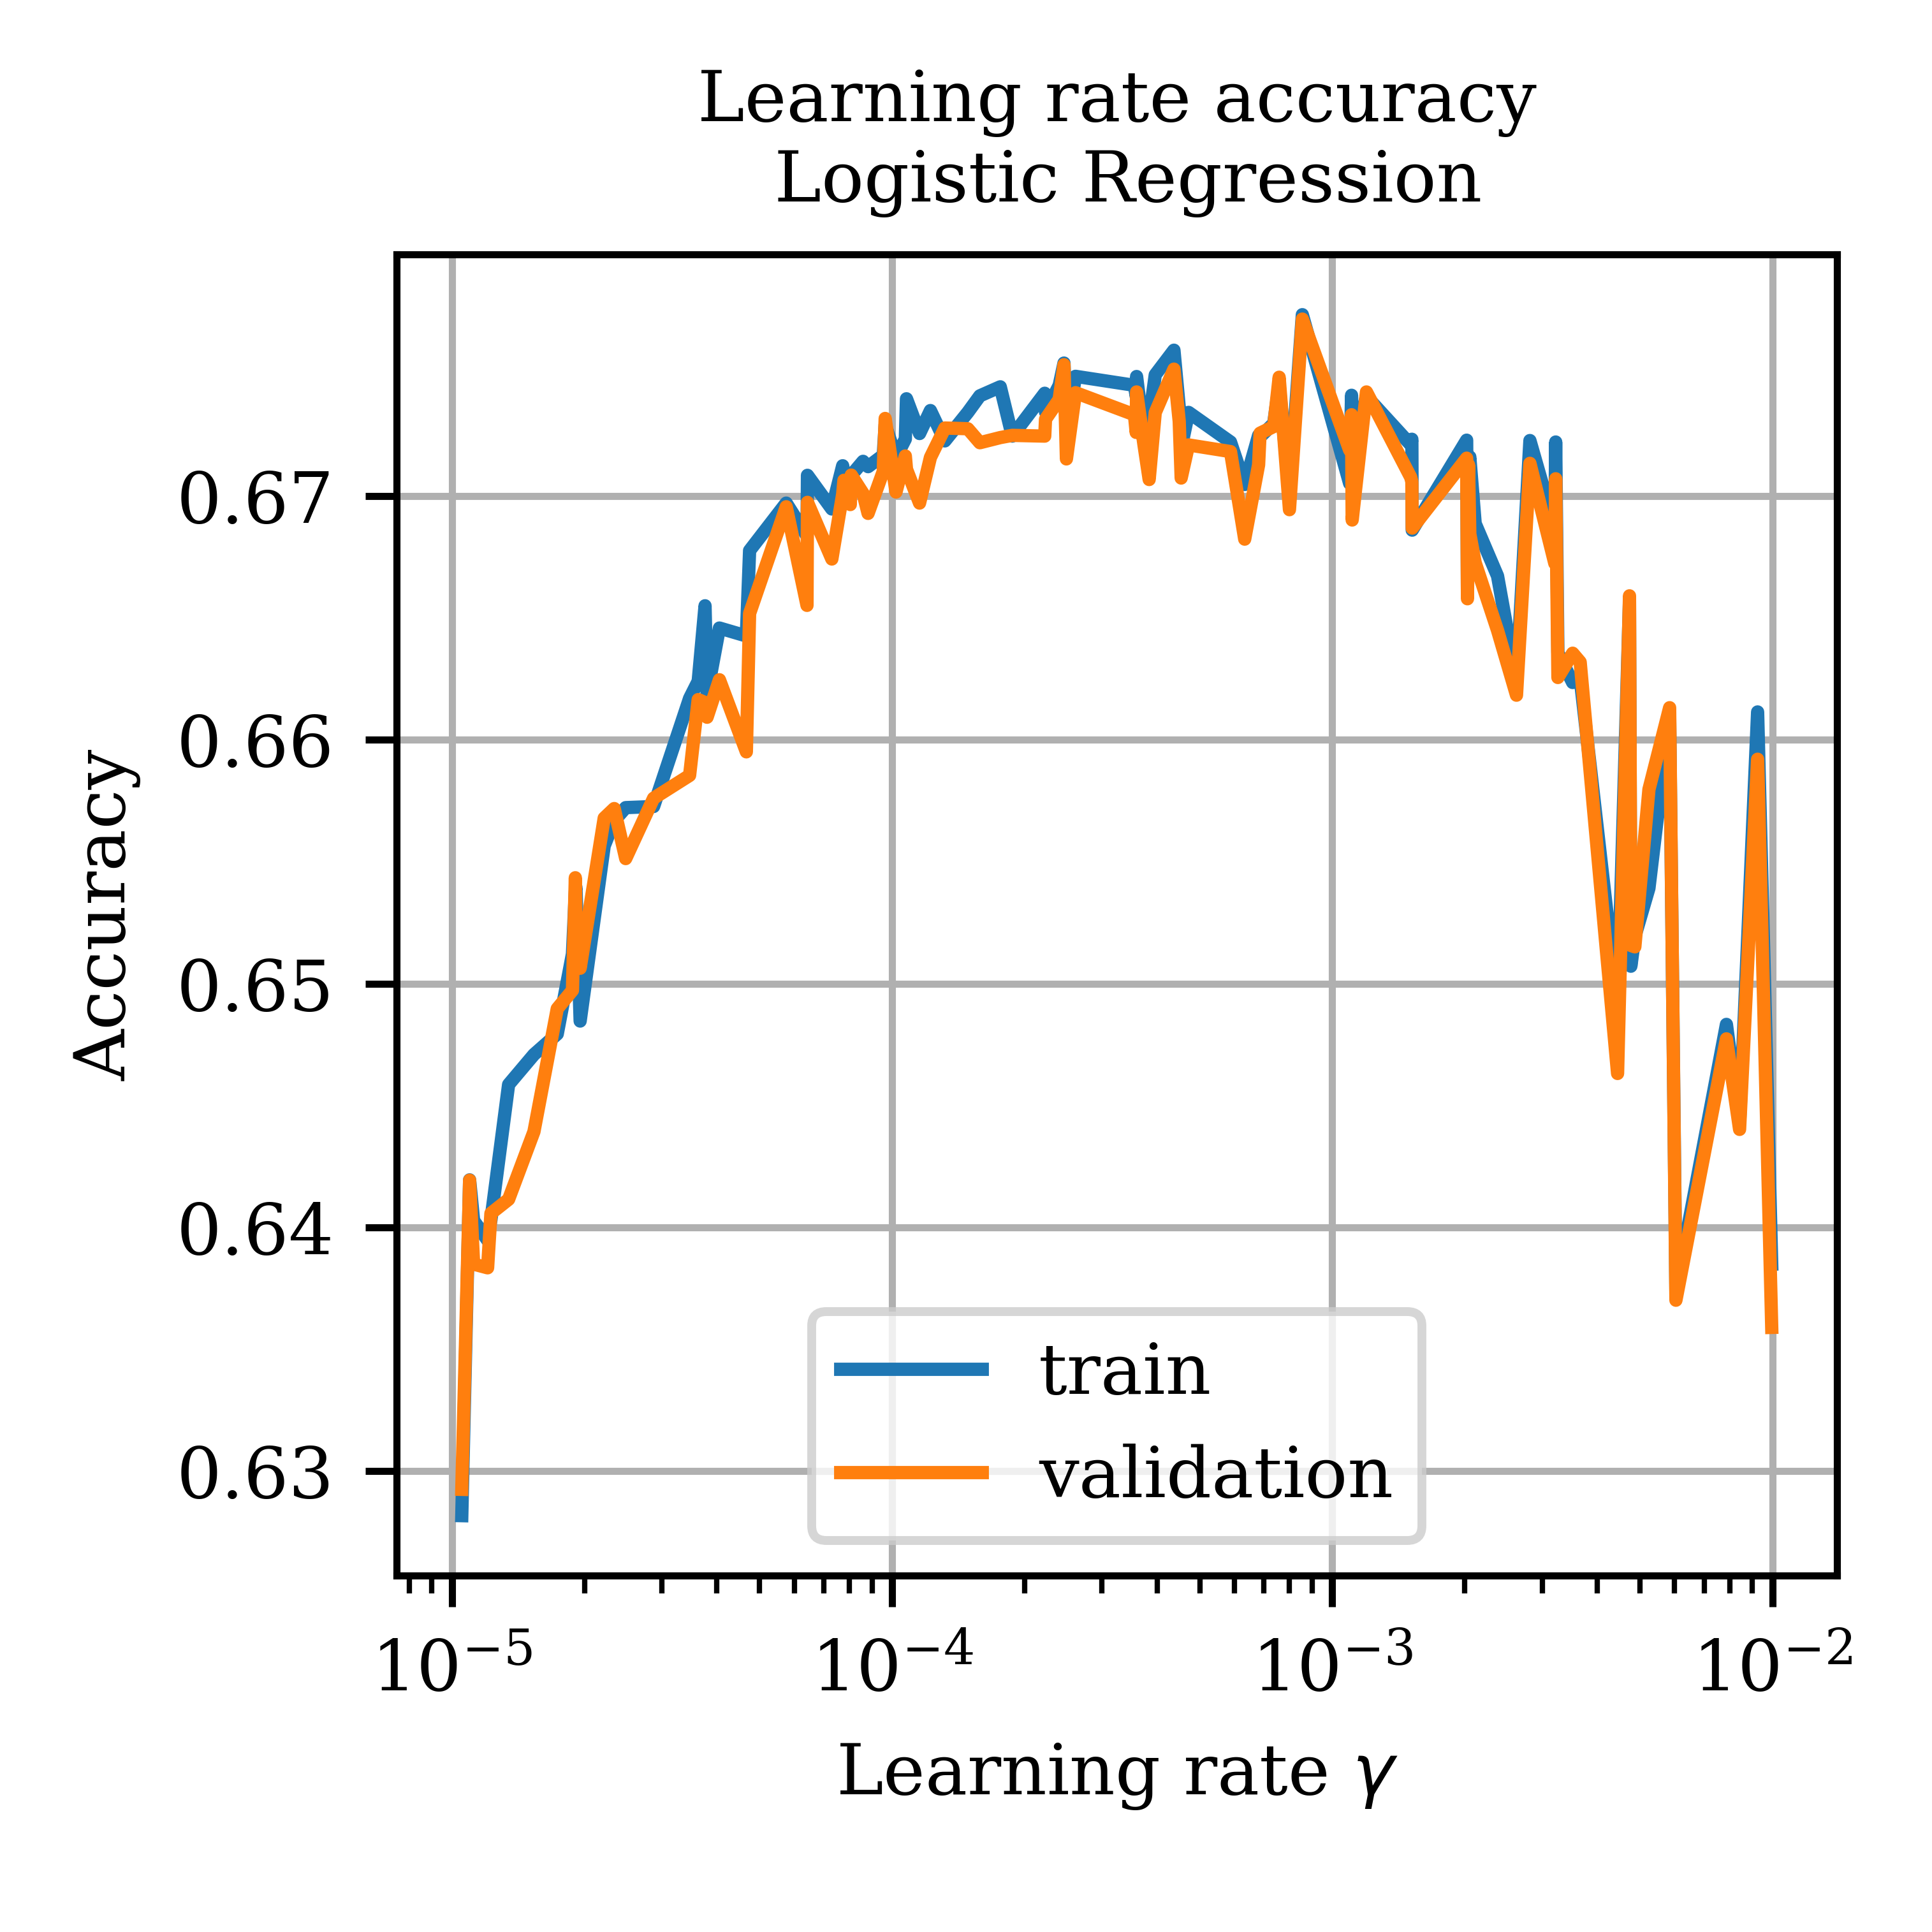 Learning rate accuracy
Logistic Regression
Accuracy
0.67
0.66
0.65
0.64
0.63
train
validation
10⁻⁵ 10⁻⁴ 10⁻³ 10⁻²
Learning rate γ